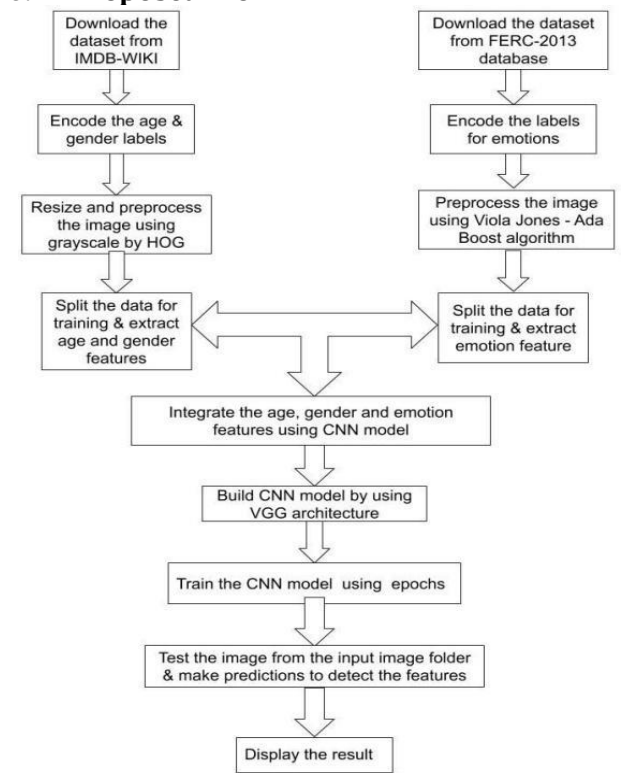 Download the
dataset from
IMDB-WIKI
Download the dataset
from FERC-2013
database
Encode the age &
gender labels
Encode the labels
for emotions
Resize and preprocess
the image using
grayscale by HOG
Preprocess the image
using Viola Jones - Ada
Boost algorithm
Split the data for
training & extract
age and gender
features
Split the data for
training & extract
emotion feature
Integrate the age, gender and emotion
features using CNN model
Build CNN model by using
VGG architecture
Train the CNN model using epochs
Test the image from the input image folder
& make predictions to detect the features
Display the result